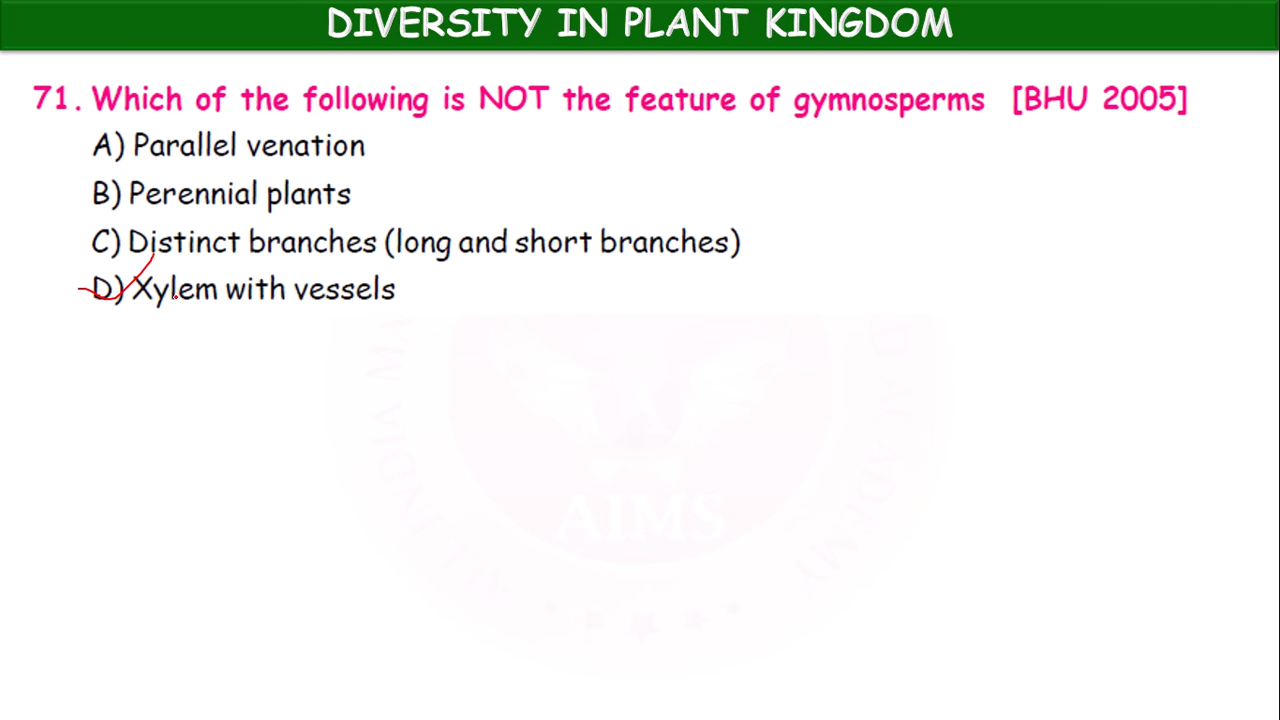 DIVERSITY IN PLANT KINGDOM
71. Which of the following is NOT the feature of gymnosperms [BHU 2005]
A) Parallel venation
B) Perennial plants
C) Distinct branches (long and short branches)
D) Xylem with vessels
AIMS